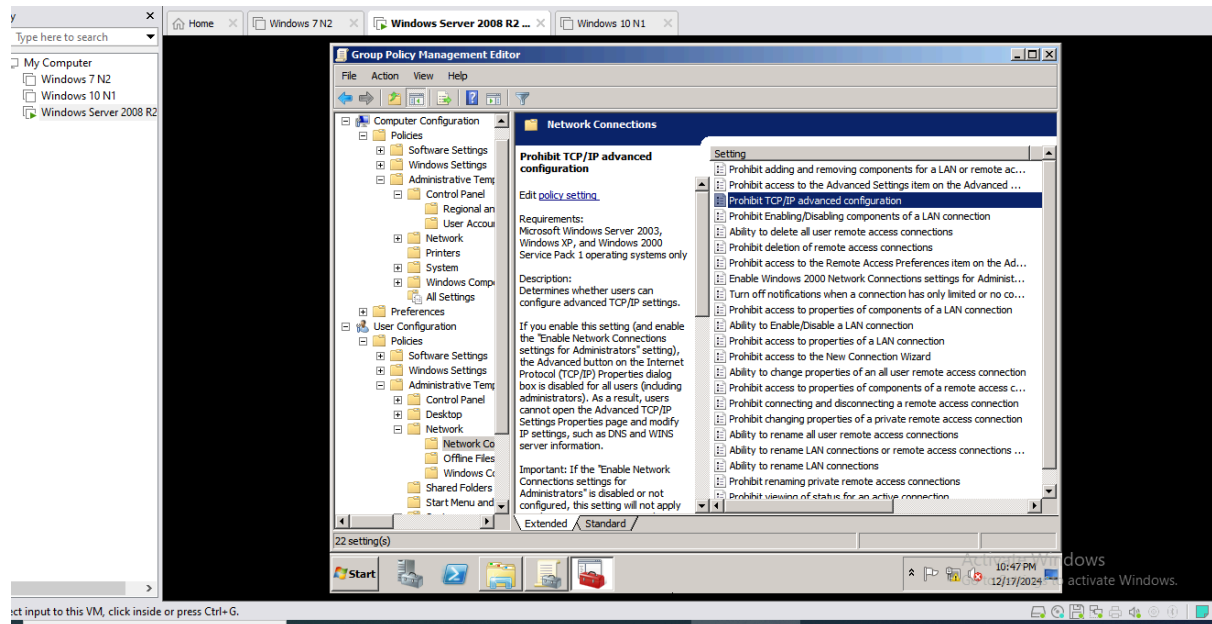 Type here to search
My Computer
Windows 7 N2
Windows 10 N1
Windows Server 2008 R2
Home
Windows 7 N2
Windows Server 2008 R2 ...
Windows 10 N1
Group Policy Management Editor
File Action View Help
Computer Configuration
Policies
Software Settings
Windows Settings
Administrative Temp
Control Panel
Regional an
User Accou
Network
Printers
System
Windows Compo
All Settings
Preferences
User Configuration
Policies
Software Settings
Windows Settings
Administrative Temp
Control Panel
Desktop
Network
Network Co
Offline Files
Windows Co
Shared Folders
Start Menu and
Network Connections
Prohibit TCP/IP advanced
configuration
Edit policy setting
Requirements:
Microsoft Windows Server 2003,
Windows XP, and Windows 2000
Service Pack 1 operating systems only
Description:
Determines whether users can
configure advanced TCP/IP settings.
If you enable this setting (and enable
the "Enable Network Connections
settings for Administrators" setting),
the Advanced button on the Internet
Protocol (TCP/IP) Properties dialog
box is disabled for all users (including
administrators). As a result, users
cannot open the Advanced TCP/IP
Settings Properties page and modify
IP settings, such as DNS and WINS
server information.
Important: If the "Enable Network
Connections settings for
Administrators" is disabled or not
configured, this setting will not apply
Setting
Prohibit adding and removing components for a LAN or remote ac...
Prohibit access to the Advanced Settings item on the Advanced ...
Prohibit TCP/IP advanced configuration
Prohibit Enabling/Disabling components of a LAN connection
Ability to delete all user remote access connections
Prohibit deletion of remote access connections
Prohibit access to the Remote Access Preferences item on the Ad...
Enable Windows 2000 Network Connections settings for Administ...
Turn off notifications when a connection has only limited or no co...
Prohibit access to properties of components of a LAN connection
Ability to Enable/Disable a LAN connection
Prohibit access to properties of a LAN connection
Prohibit access to the New Connection Wizard
Ability to change properties of an all user remote access connection
Prohibit access to properties of components of a remote access c...
Prohibit connecting and disconnecting a remote access connection
Prohibit changing properties of a private remote access connection
Ability to rename all user remote access connections
Ability to rename LAN connections or remote access connections ...
Ability to rename LAN connections
Prohibit renaming private remote access connections
Prohibit viewing of status for an active connection
Extended Standard
22 setting(s)
Start
10:47 PM
12/17/2024
Activate Windows
to activate Windows.
ect input to this VM, click inside or press Ctrl+G.